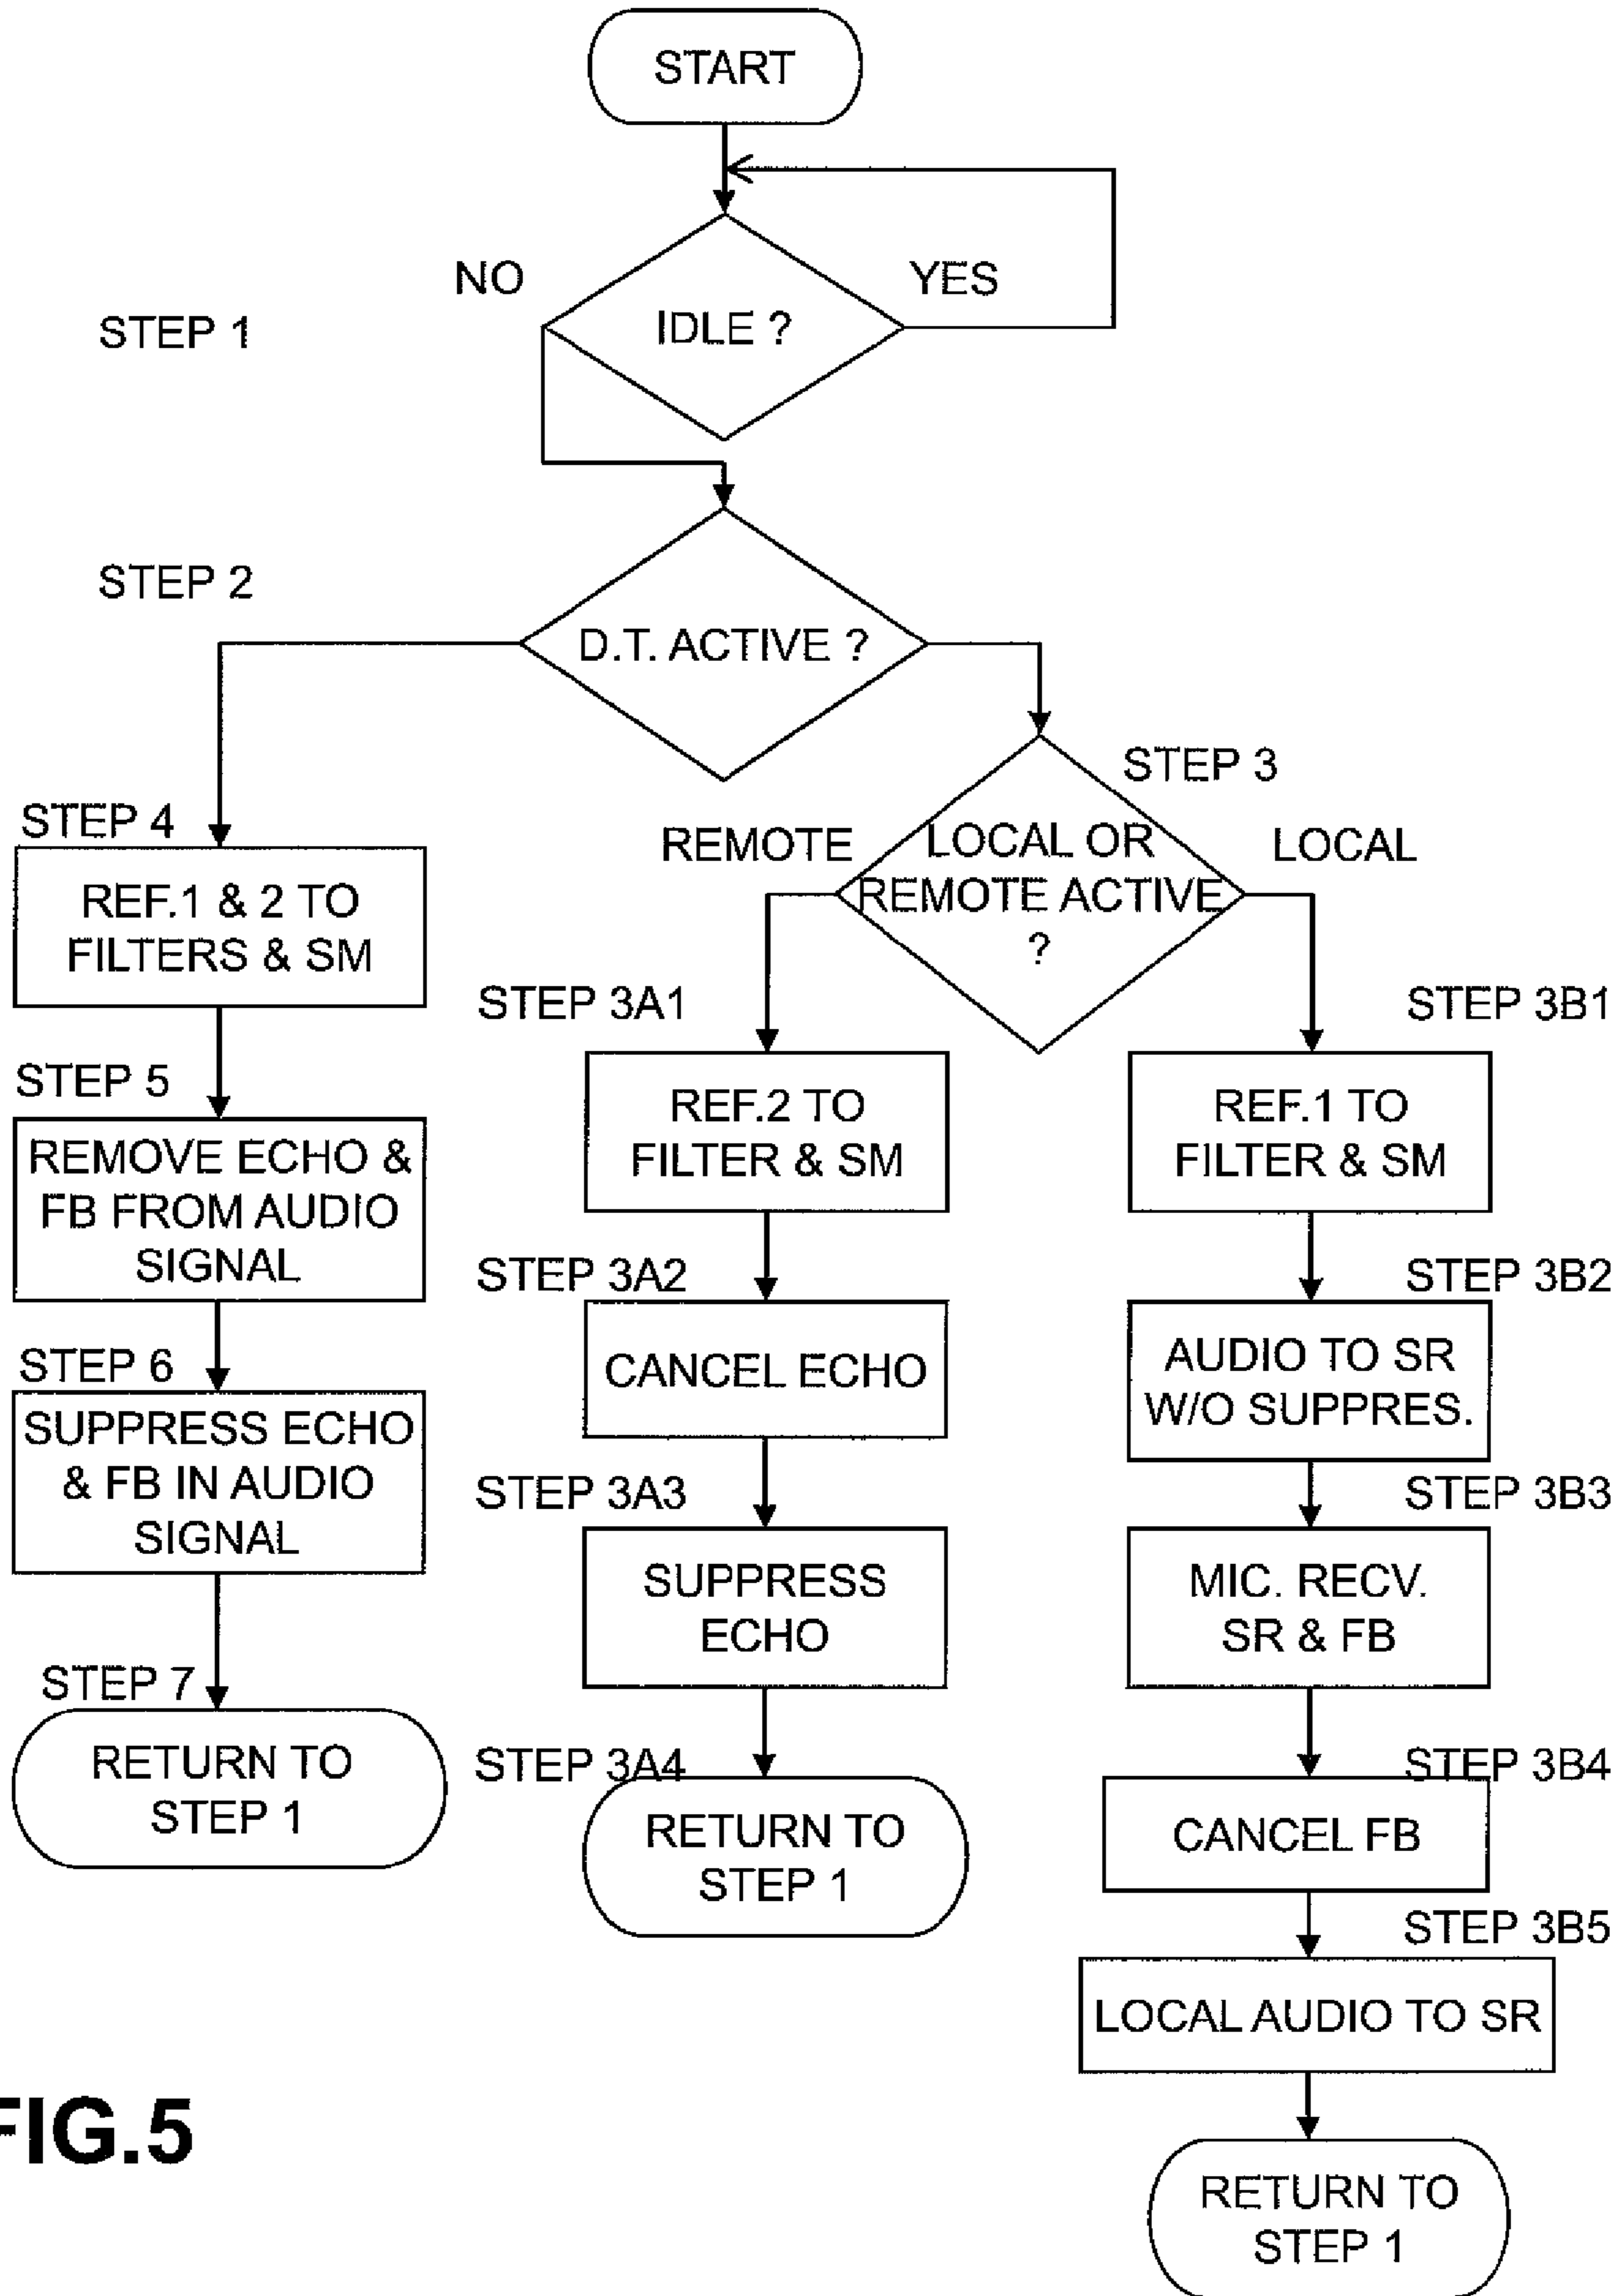 START
NO
YES
STEP 1
IDLE ?
STEP 2
D.T. ACTIVE ?
STEP 3
STEP 4
REMOTE
LOCAL OR
REMOTE ACTIVE
?
LOCAL
REF.1 & 2 TO
FILTERS & SM
STEP 3A1
STEP 3B1
STEP 5
REF.2 TO
FILTER & SM
REF.1 TO
FILTER & SM
REMOVE ECHO &
FB FROM AUDIO
SIGNAL
STEP 3A2
STEP 3B2
STEP 6
CANCEL ECHO
AUDIO TO SR
W/O SUPPRES.
SUPPRESS ECHO
& FB IN AUDIO
SIGNAL
STEP 3A3
STEP 3B3
SUPPRESS
ECHO
MIC. RECV.
SR & FB
STEP 7
RETURN TO
STEP 1
STEP 3A4
STEP 3B4
RETURN TO
STEP 1
CANCEL FB
STEP 3B5
LOCAL AUDIO TO SR
FIG.5
RETURN TO
STEP 1